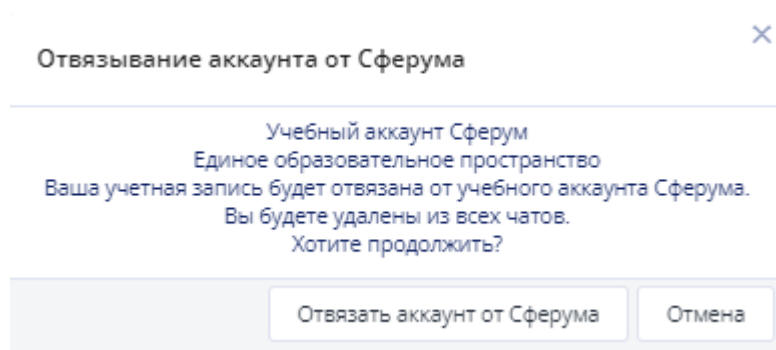 Отвязывание аккаунта от Сферума
Учебный аккаунт Сферум
Единое образовательное пространство
Ваша учетная запись будет отвязана от учебного аккаунта Сферума.
Вы будете удалены из всех чатов.
Хотите продолжить?
Отвязать аккаунт от Сферума
Отмена